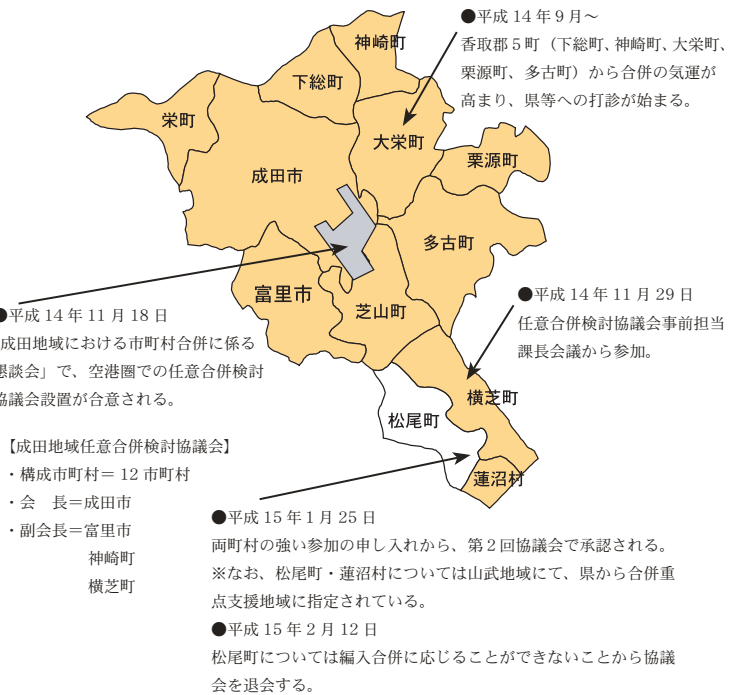 ●平成 14 年 9 月～
香取郡 5 町（下総町、神崎町、大栄町、
栗源町、多古町）から合併の気運が
高まり、県等への打診が始まる。
神崎町
下総町
栄町
大栄町
栗源町
成田市
多古町
富里市
芝山町
横芝町
松尾町
蓮沼村
●平成 14 年 11 月 18 日
成田地域における市町村合併に係る
懇談会」で、空港圏での任意合併検討
協議会設置が合意される。
●平成 14 年 11 月 29 日
任意合併検討協議会事前担当
課長会議から参加。
【成田地域任意合併検討協議会】
・構成市町村＝ 12 市町村
・会　長＝成田市
・副会長＝富里市
神崎町
横芝町
●平成 15 年 1 月 25 日
両町村の強い参加の申し入れから、第 2 回協議会で承認される。
※なお、松尾町・蓮沼村については山武地域にて、県から合併重
点支援地域に指定されている。
●平成 15 年 2 月 12 日
松尾町については編入合併に応じることができないことから協議
会を退会する。